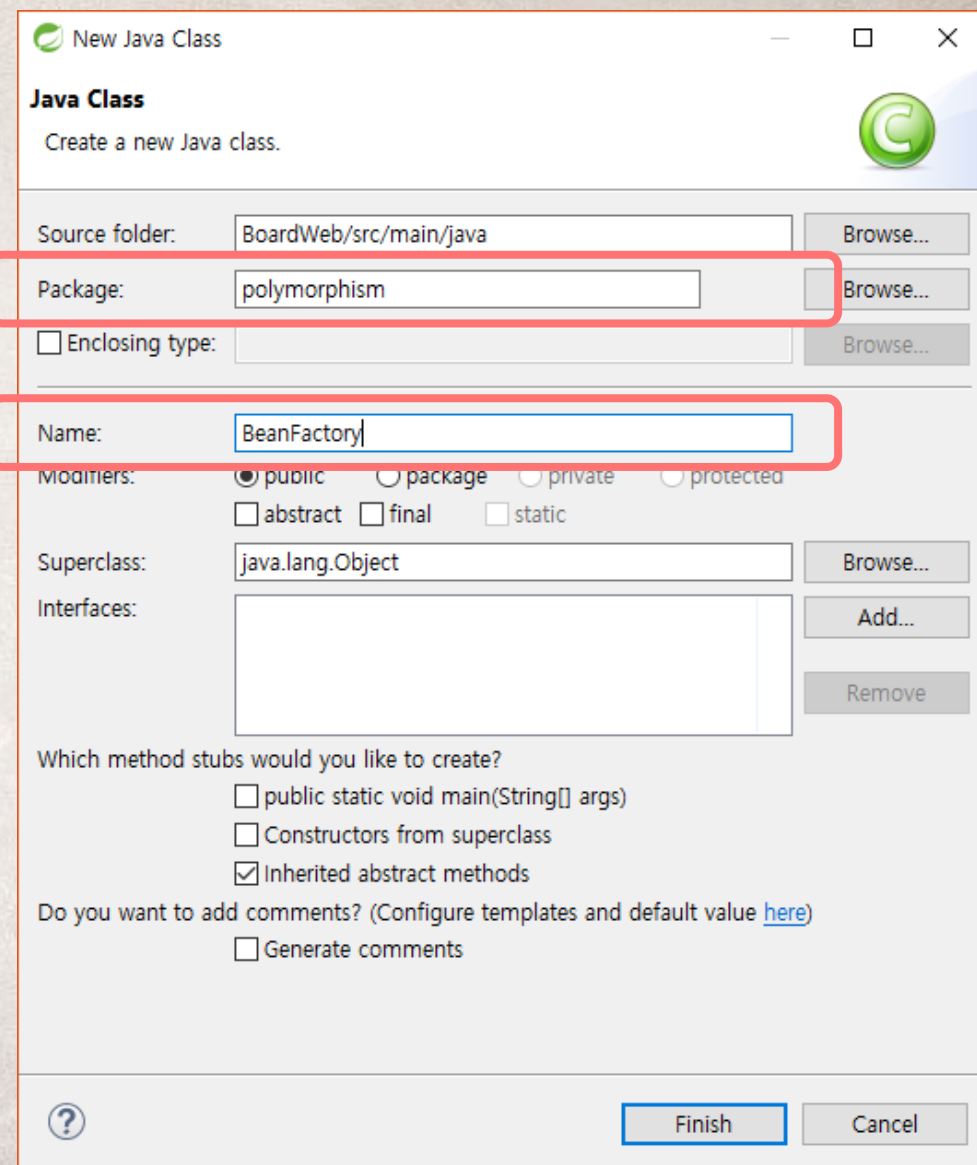 New Java Class
Java Class
Create a new Java class.
Source folder: BoardWeb/src/main/java Browse...
Package: polymorphism Browse...
Enclosing type: Browse...
Name: BeanFactory
Modifiers: public package private protected
abstract final static
Superclass: java.lang.Object Browse...
Interfaces: Add...
Remove
Which method stubs would you like to create?
public static void main(String[] args)
Constructors from superclass
Inherited abstract methods
Do you want to add comments? (Configure templates and default value here)
Generate comments
Finish Cancel